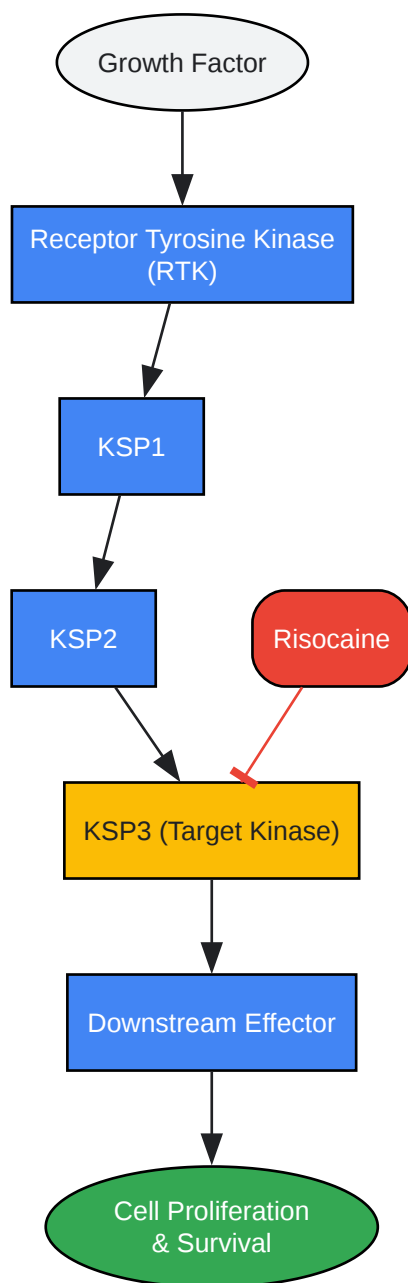 Growth Factor
Receptor Tyrosine Kinase
(RTK)
KSP1
KSP2
Risocaine
KSP3 (Target Kinase)
Downstream Effector
Cell Proliferation
& Survival